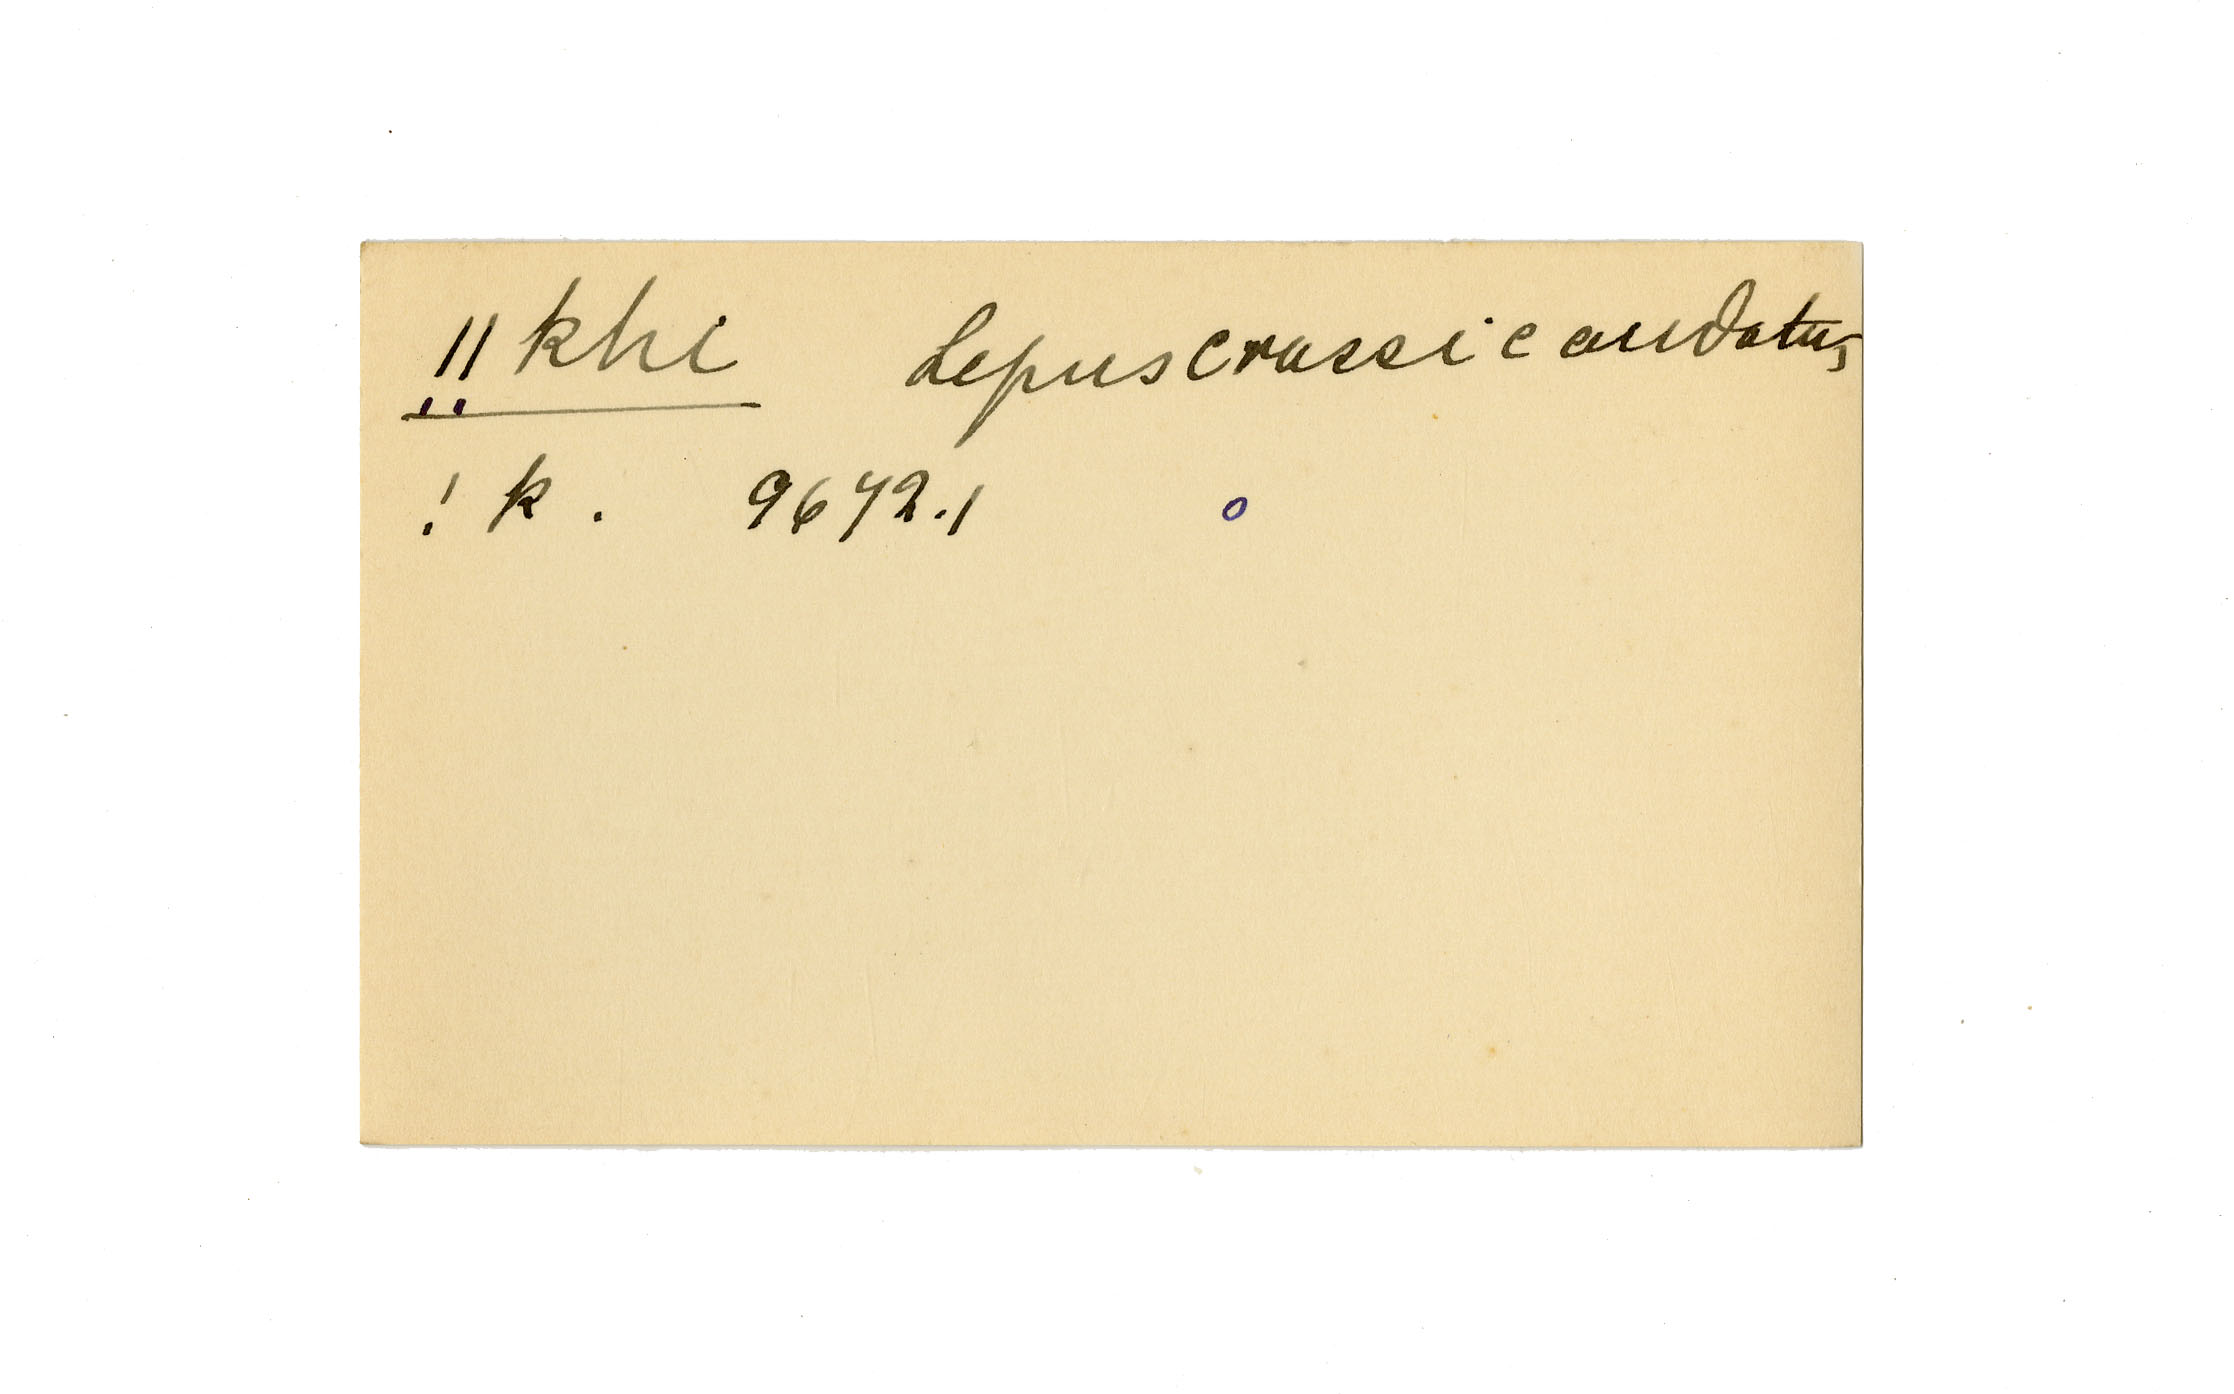 ǁkhi Lepus crassicaudatus
! k. 9672.1 o